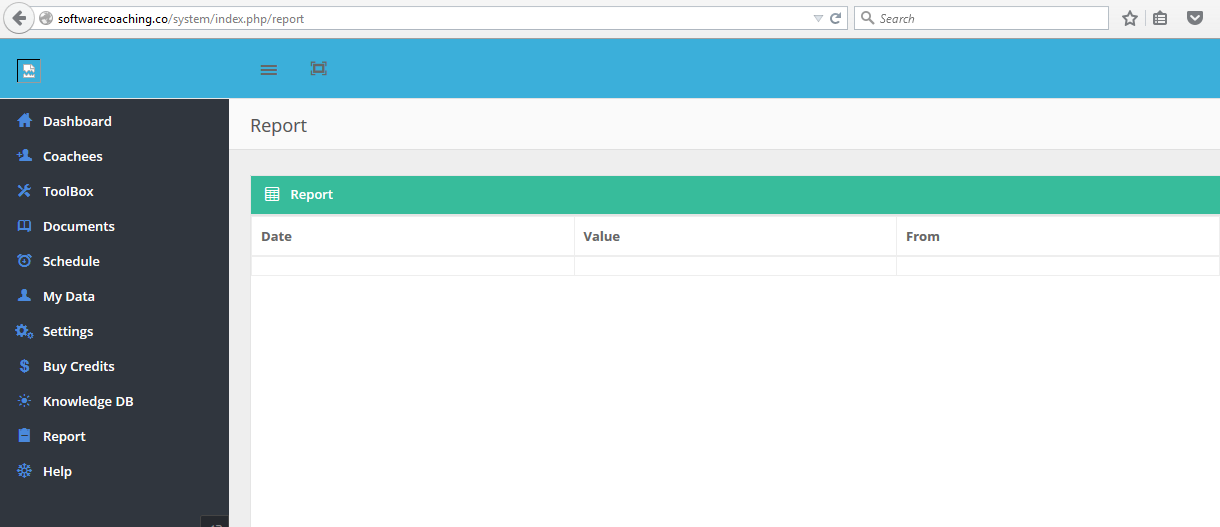 softwarecoaching.co/system/index.php/report
Search
Report
Dashboard
Coachees
ToolBox
Documents
Schedule
My Data
Settings
Buy Credits
Knowledge DB
Report
Help
Report
Date Value From